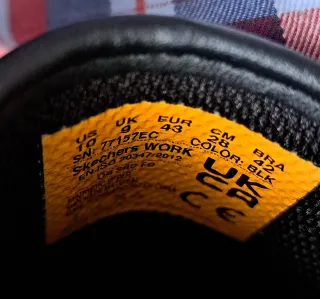 US UK EUR CM BRA
10 9 43 28 42
SN: 77157EC COLOR: BLK
Skechers WORK
EN ISO 20347:2012
UK
CA
CE